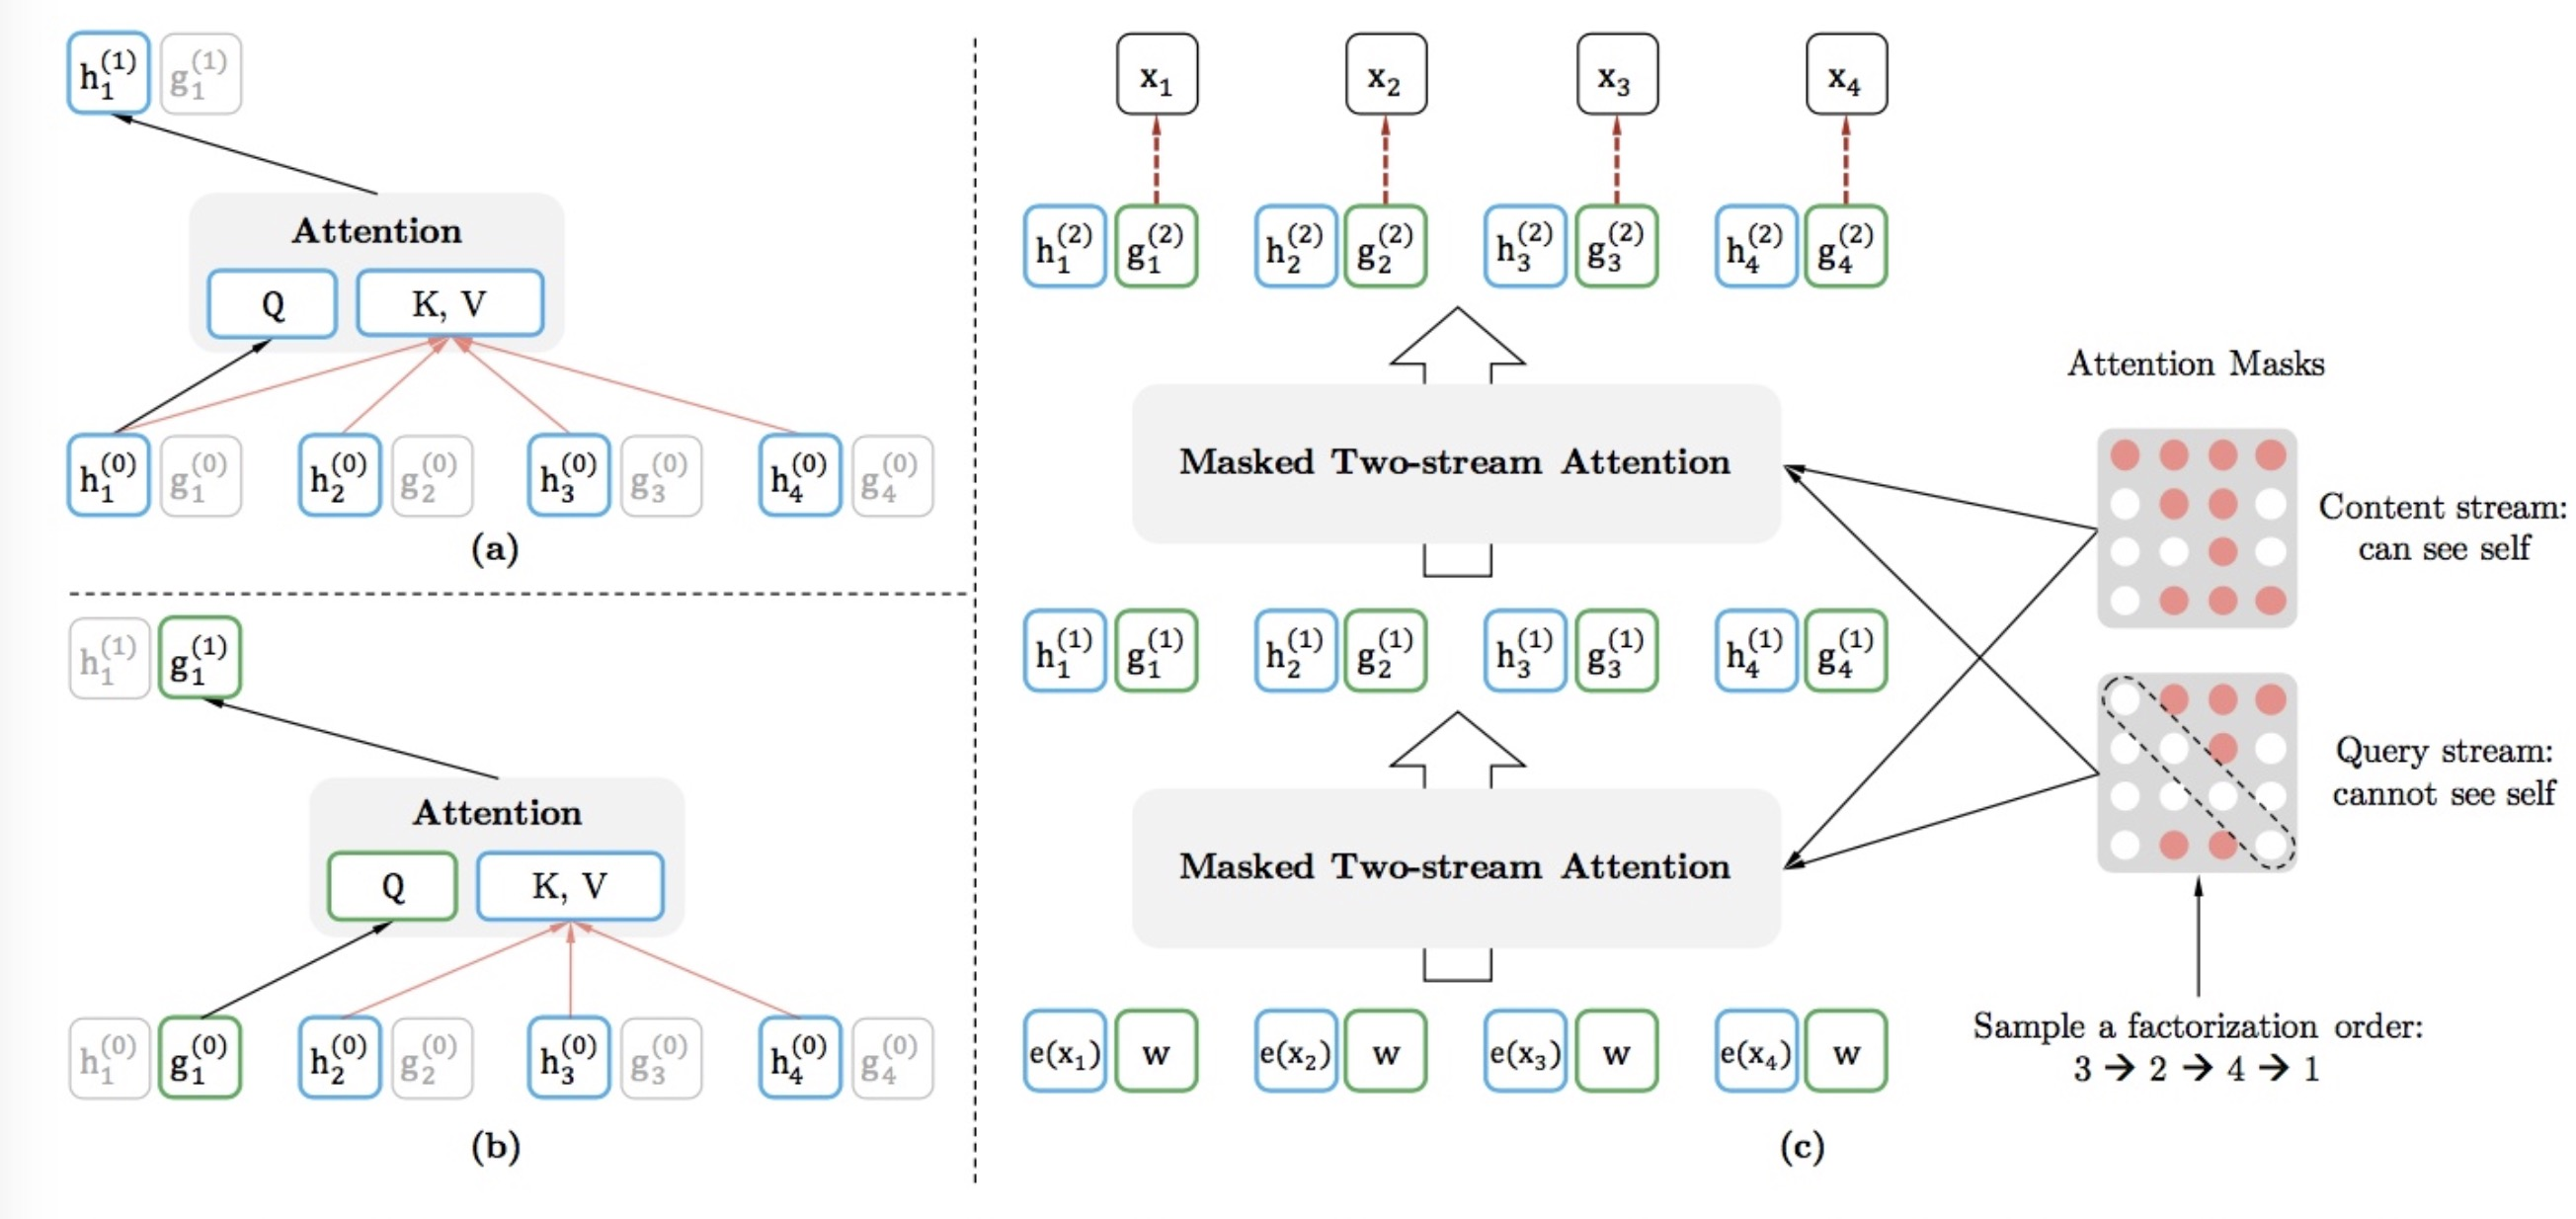 h₁⁽¹⁾ g₁⁽¹⁾
Attention
Q K, V
h₁⁽⁰⁾ g₁⁽⁰⁾ h₂⁽⁰⁾ g₂⁽⁰⁾ h₃⁽⁰⁾ g₃⁽⁰⁾ h₄⁽⁰⁾ g₄⁽⁰⁾
(a)
h₁⁽¹⁾ g₁⁽¹⁾
Attention
Q K, V
h₁⁽⁰⁾ g₁⁽⁰⁾ h₂⁽⁰⁾ g₂⁽⁰⁾ h₃⁽⁰⁾ g₃⁽⁰⁾ h₄⁽⁰⁾ g₄⁽⁰⁾
(b)
x₁ x₂ x₃ x₄
h₁⁽²⁾ g₁⁽²⁾ h₂⁽²⁾ g₂⁽²⁾ h₃⁽²⁾ g₃⁽²⁾ h₄⁽²⁾ g₄⁽²⁾
Masked Two-stream Attention
h₁⁽¹⁾ g₁⁽¹⁾ h₂⁽¹⁾ g₂⁽¹⁾ h₃⁽¹⁾ g₃⁽¹⁾ h₄⁽¹⁾ g₄⁽¹⁾
Masked Two-stream Attention
e(x₁) w e(x₂) w e(x₃) w e(x₄) w
Attention Masks
Content stream:
can see self
Query stream:
cannot see self
Sample a factorization order:
3 → 2 → 4 → 1
(c)